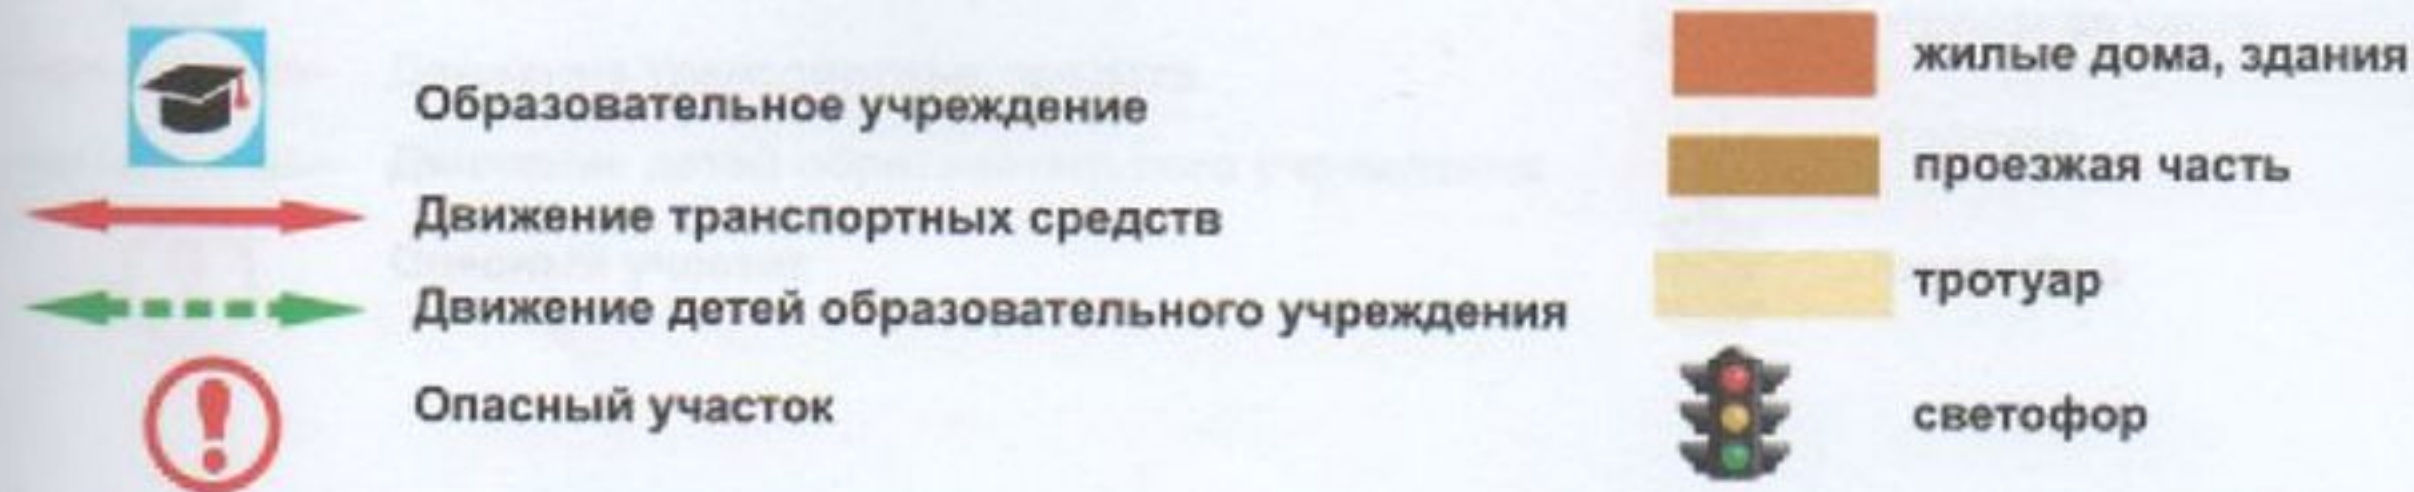 Образовательное учреждение
Движение транспортных средств
Движение детей образовательного учреждения
Опасный участок
жилые дома, здания
проезжая часть
тротуар
светофор